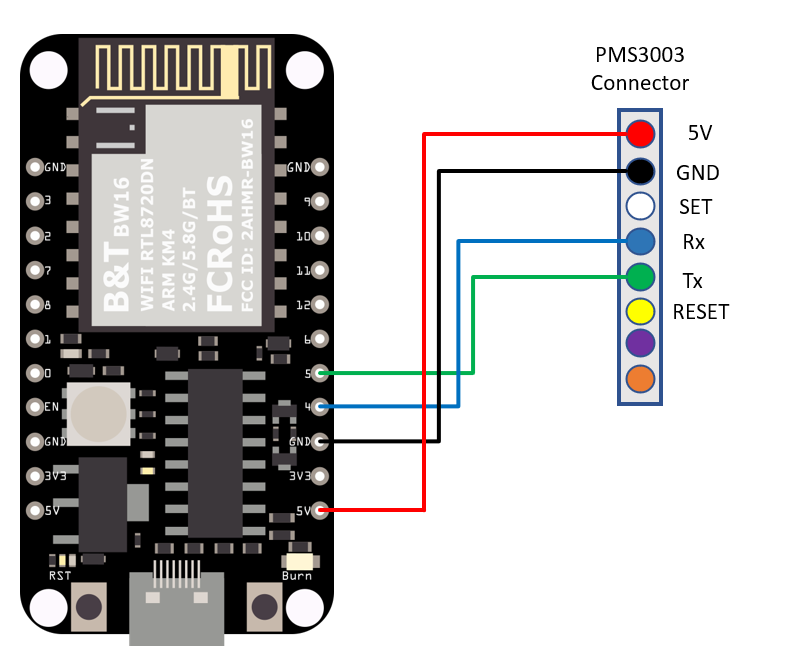 PMS3003
Connector
5V
GND
SET
Rx
Tx
RESET
B&T BW16
WIFI RTL8720DN
ARM KM4
2.4G/5.8G/BT
FCRoHS
FCC ID: 2AHMR-BW16
GND
3
2
7
8
1
0
EN
GND
3V3
5V
GND
9
10
11
12
6
5
4
GND
3V3
5V
RST
Burn